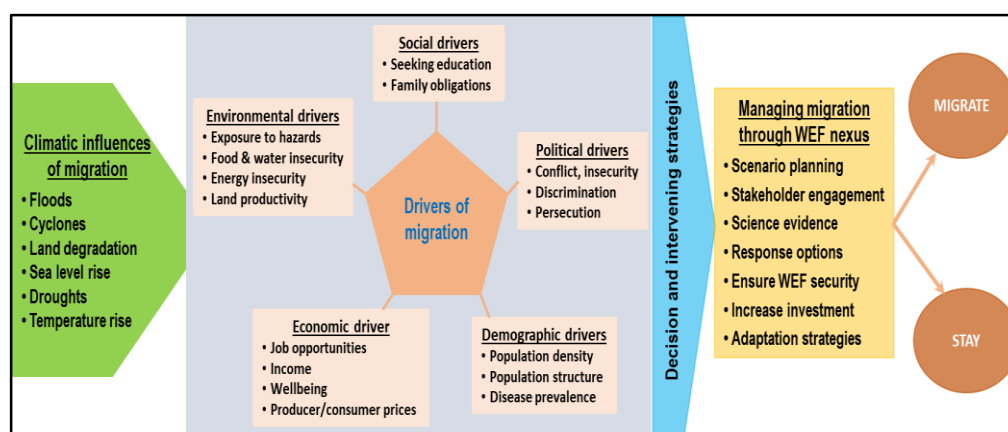 Climatic influences
of migration
• Floods
• Cyclones
• Land degradation
• Sea level rise
• Droughts
• Temperature rise
Social drivers
• Seeking education
• Family obligations
Environmental drivers
• Exposure to hazards
• Food & water insecurity
• Energy insecurity
• Land productivity
Political drivers
• Conflict, insecurity
• Discrimination
• Persecution
Drivers of
migration
Economic driver
• Job opportunities
• Income
• Wellbeing
• Producer/consumer prices
Demographic drivers
• Population density
• Population structure
• Disease prevalence
Decision and intervening strategies
Managing migration
through WEF nexus
• Scenario planning
• Stakeholder engagement
• Science evidence
• Response options
• Ensure WEF security
• Increase investment
• Adaptation strategies
MIGRATE
STAY